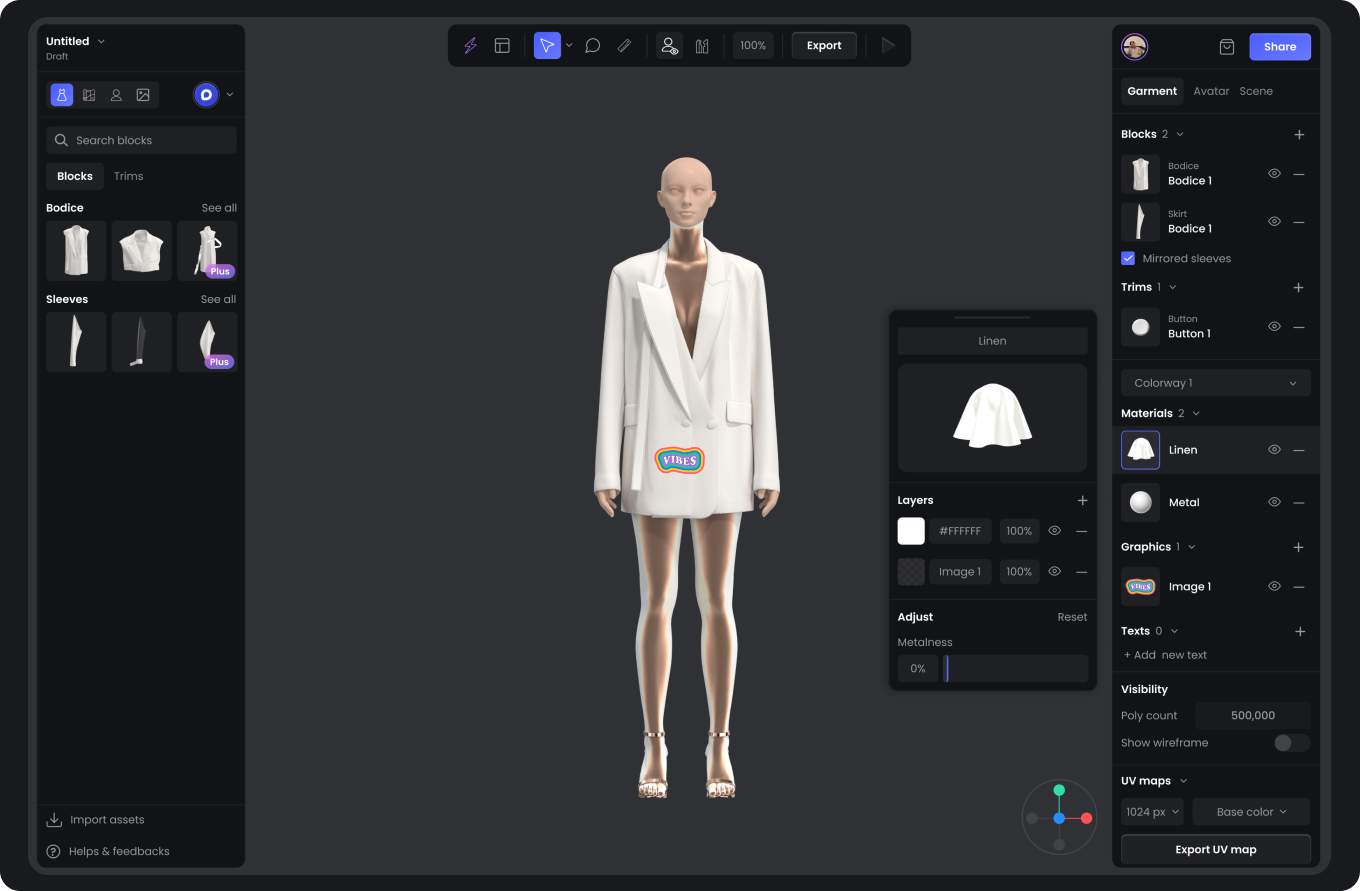 Untitled
Draft
Search blocks
Blocks
Trims
Bodice
See all
Plus
Sleeves
See all
Plus
Import assets
Helps & feedbacks
100%
Export
VIBES
Linen
Layers
#FFFFFF
100%
Image 1
100%
Adjust
Reset
Metalness
0%
Share
Garment
Avatar
Scene
Blocks 2
Bodice
Bodice 1
Skirt
Bodice 1
Mirrored sleeves
Trims 1
Button
Button 1
Colorway 1
Materials 2
Linen
Metal
Graphics 1
VIBES
Image 1
Texts 0
+ Add new text
Visibility
Poly count
500,000
Show wireframe
UV maps
1024 px
Base color
Export UV map